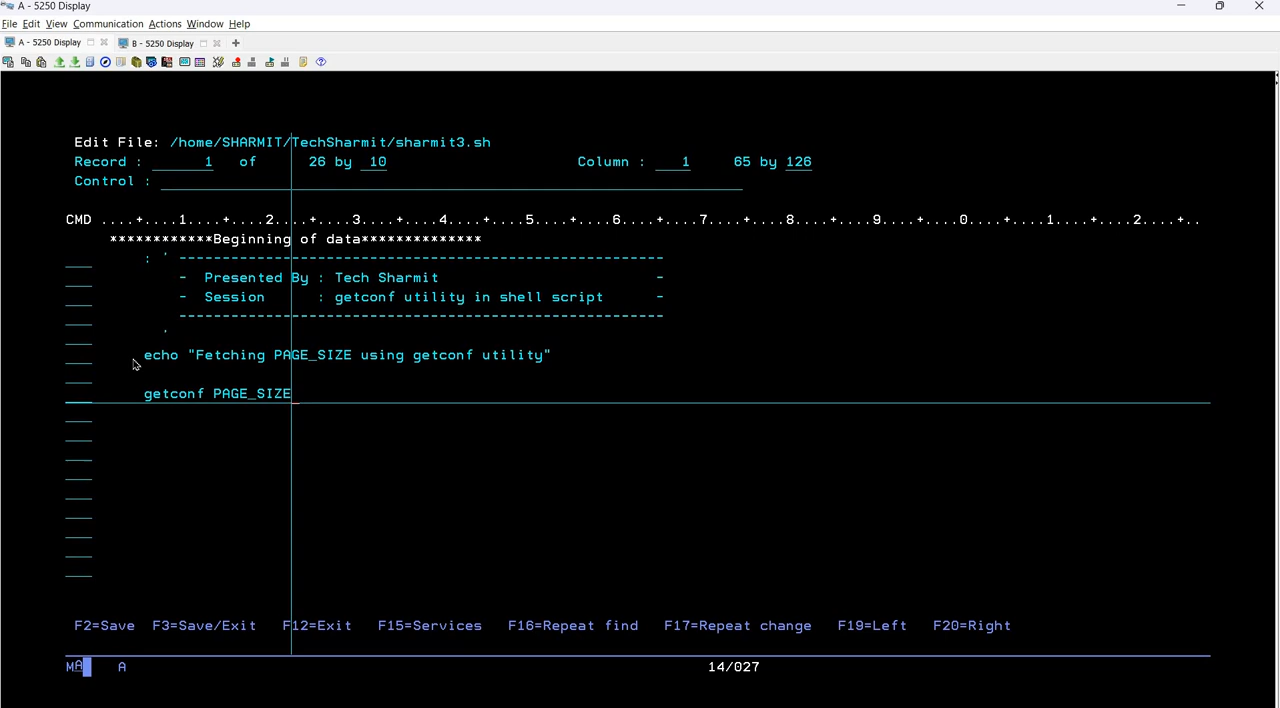 A - 5250 Display
File Edit View Communication Actions Window Help
A - 5250 Display B - 5250 Display
Edit File: /home/SHARMIT/TechSharmit/sharmit3.sh
Record : 1 of 26 by 10 Column : 1 65 by 126
Control :
CMD ....+....1....+....2....+....3....+....4....+....5....+....6....+....7....+....8....+....9....+....0....+....1....+....2....+..
************Beginning of data**************
: ' --------------------------------------------------------
- Presented By : Tech Sharmit -
- Session : getconf utility in shell script -
--------------------------------------------------------
'
echo "Fetching PAGE_SIZE using getconf utility"
getconf PAGE_SIZE
F2=Save F3=Save/Exit F12=Exit F15=Services F16=Repeat find F17=Repeat change F19=Left F20=Right
MA A 14/027